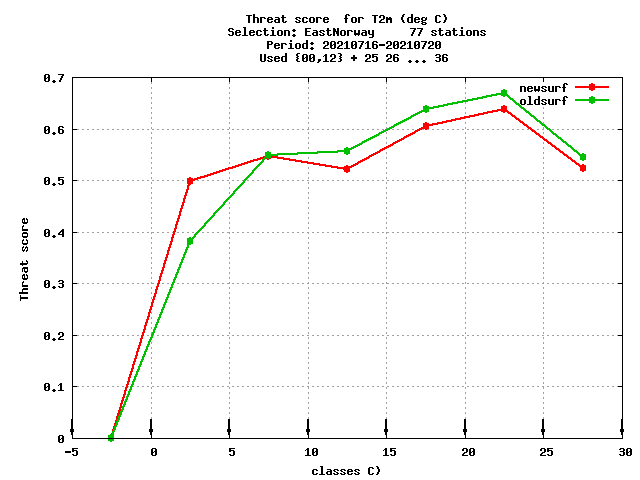 Threat score  for T2m (deg C)
Selection: EastNorway     77 stations
Period: 20210716-20210720
Used {00,12} + 25 26 ... 36
newsurf
oldsurf
0.7
0.6
0.5
0.4
0.3
0.2
0.1
0
Threat score
-5 0 5 10 15 20 25 30
classes C)